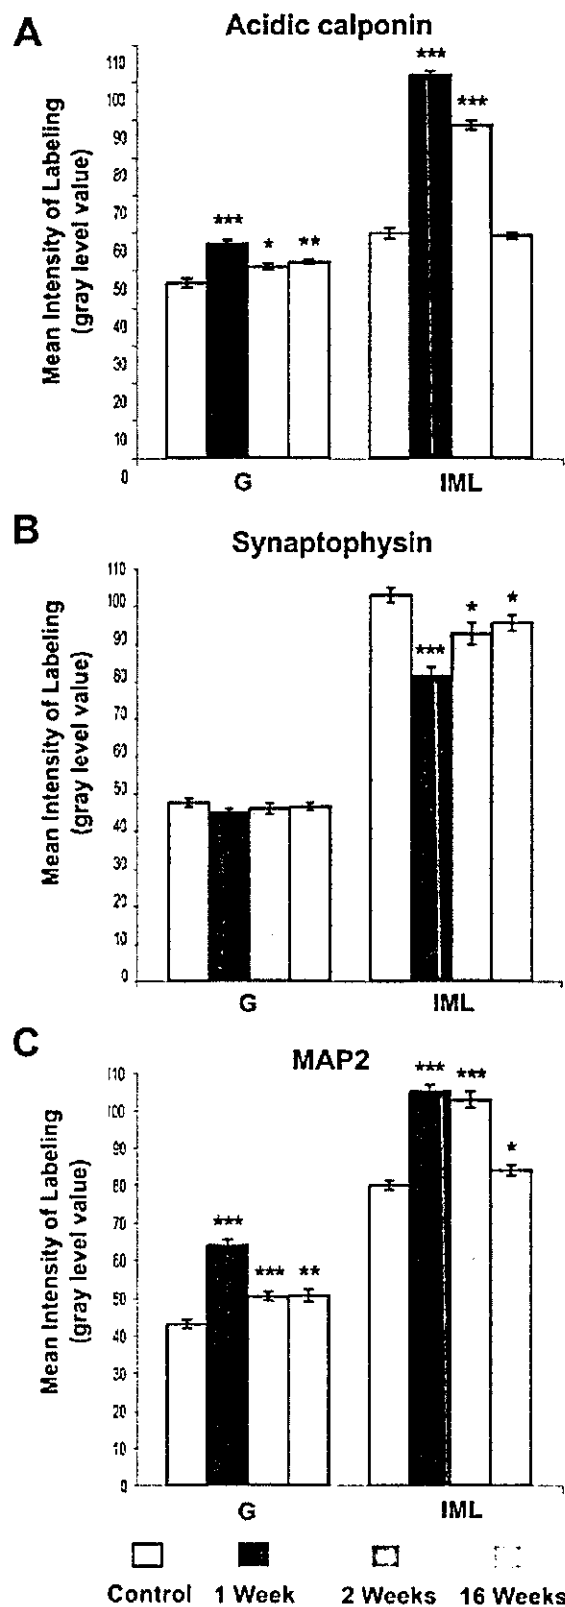 A
Acidic calponin
Mean Intensity of Labeling
(gray level value)
110
100
90
80
70
60
50
40
30
20
10
0
***
*
**
***
***
G
IML
B
Synaptophysin
Mean Intensity of Labeling
(gray level value)
110
100
90
80
70
60
50
40
30
20
10
0
***
*
*
G
IML
C
MAP2
Mean Intensity of Labeling
(gray level value)
110
100
90
80
70
60
50
40
30
20
10
0
***
***
**
***
***
*
G
IML
Control 1 Week 2 Weeks 16 Weeks